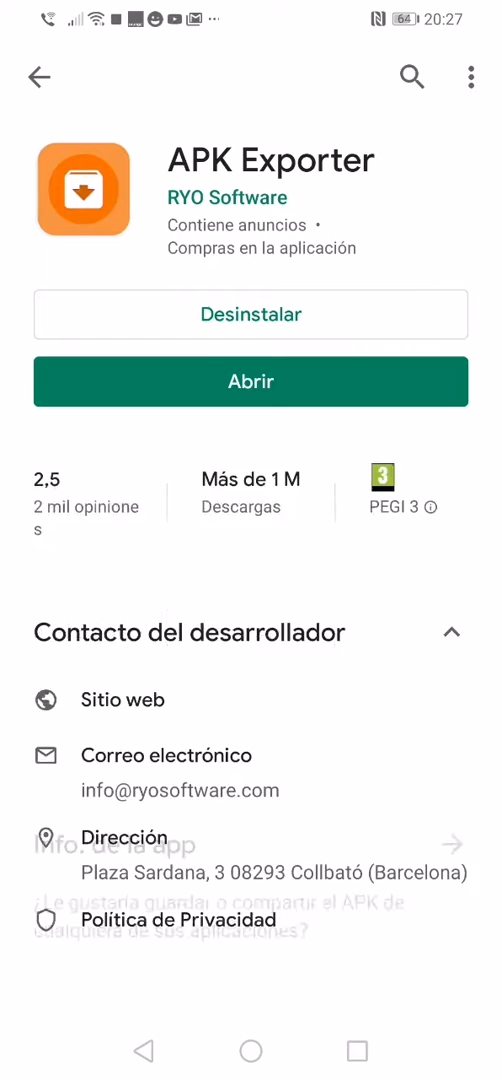 64 20:27
APK Exporter
RYO Software
Contiene anuncios •
Compras en la aplicación
Desinstalar
Abrir
2,5
2 mil opinione
s
Más de 1 M
Descargas
3
PEGI 3
Contacto del desarrollador
Sitio web
Correo electrónico
info@ryosoftware.com
Dirección
Info. de la app
Plaza Sardana, 3 08293 Collbató (Barcelona)
¿Le gustaría guardar o compartir el APK de
Política de Privacidad
cualquiera de sus aplicaciones?